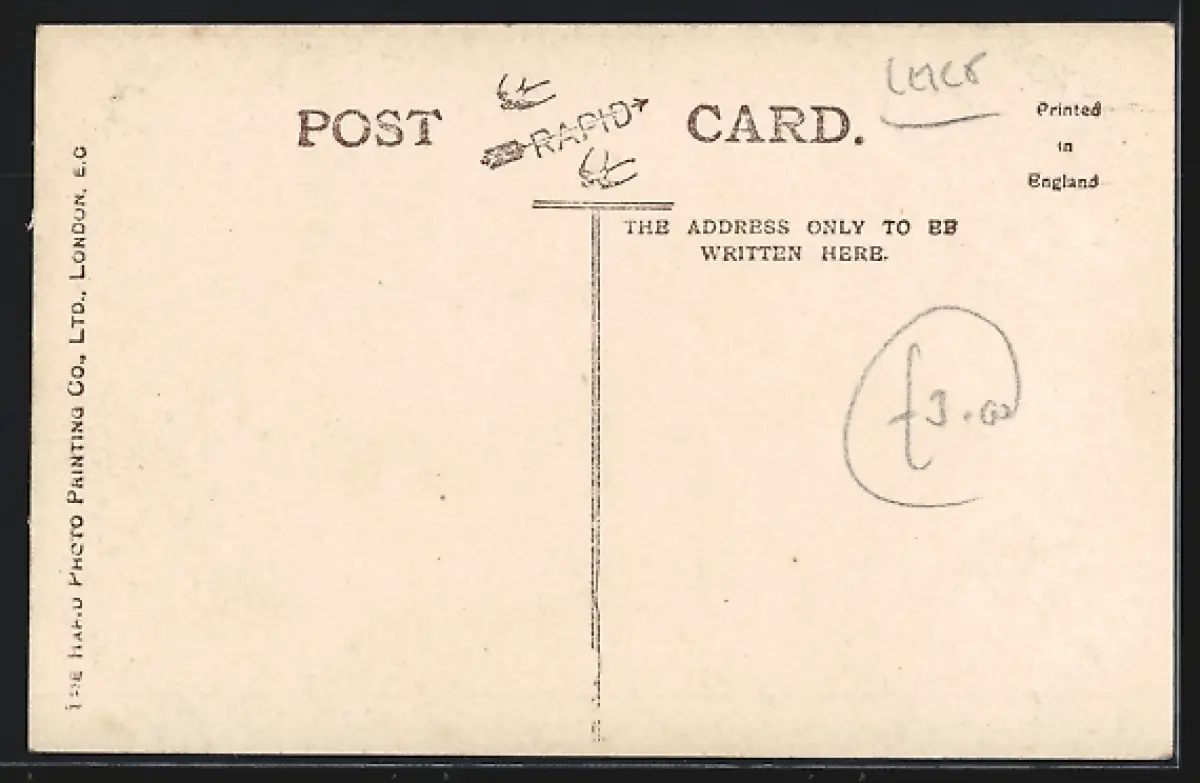 POST RAPID CARD.
Printed
in
England
THE ADDRESS ONLY TO BE
WRITTEN HERE.
£3.00
THE RAPID PHOTO PRINTING CO., LTD., LONDON, E.C